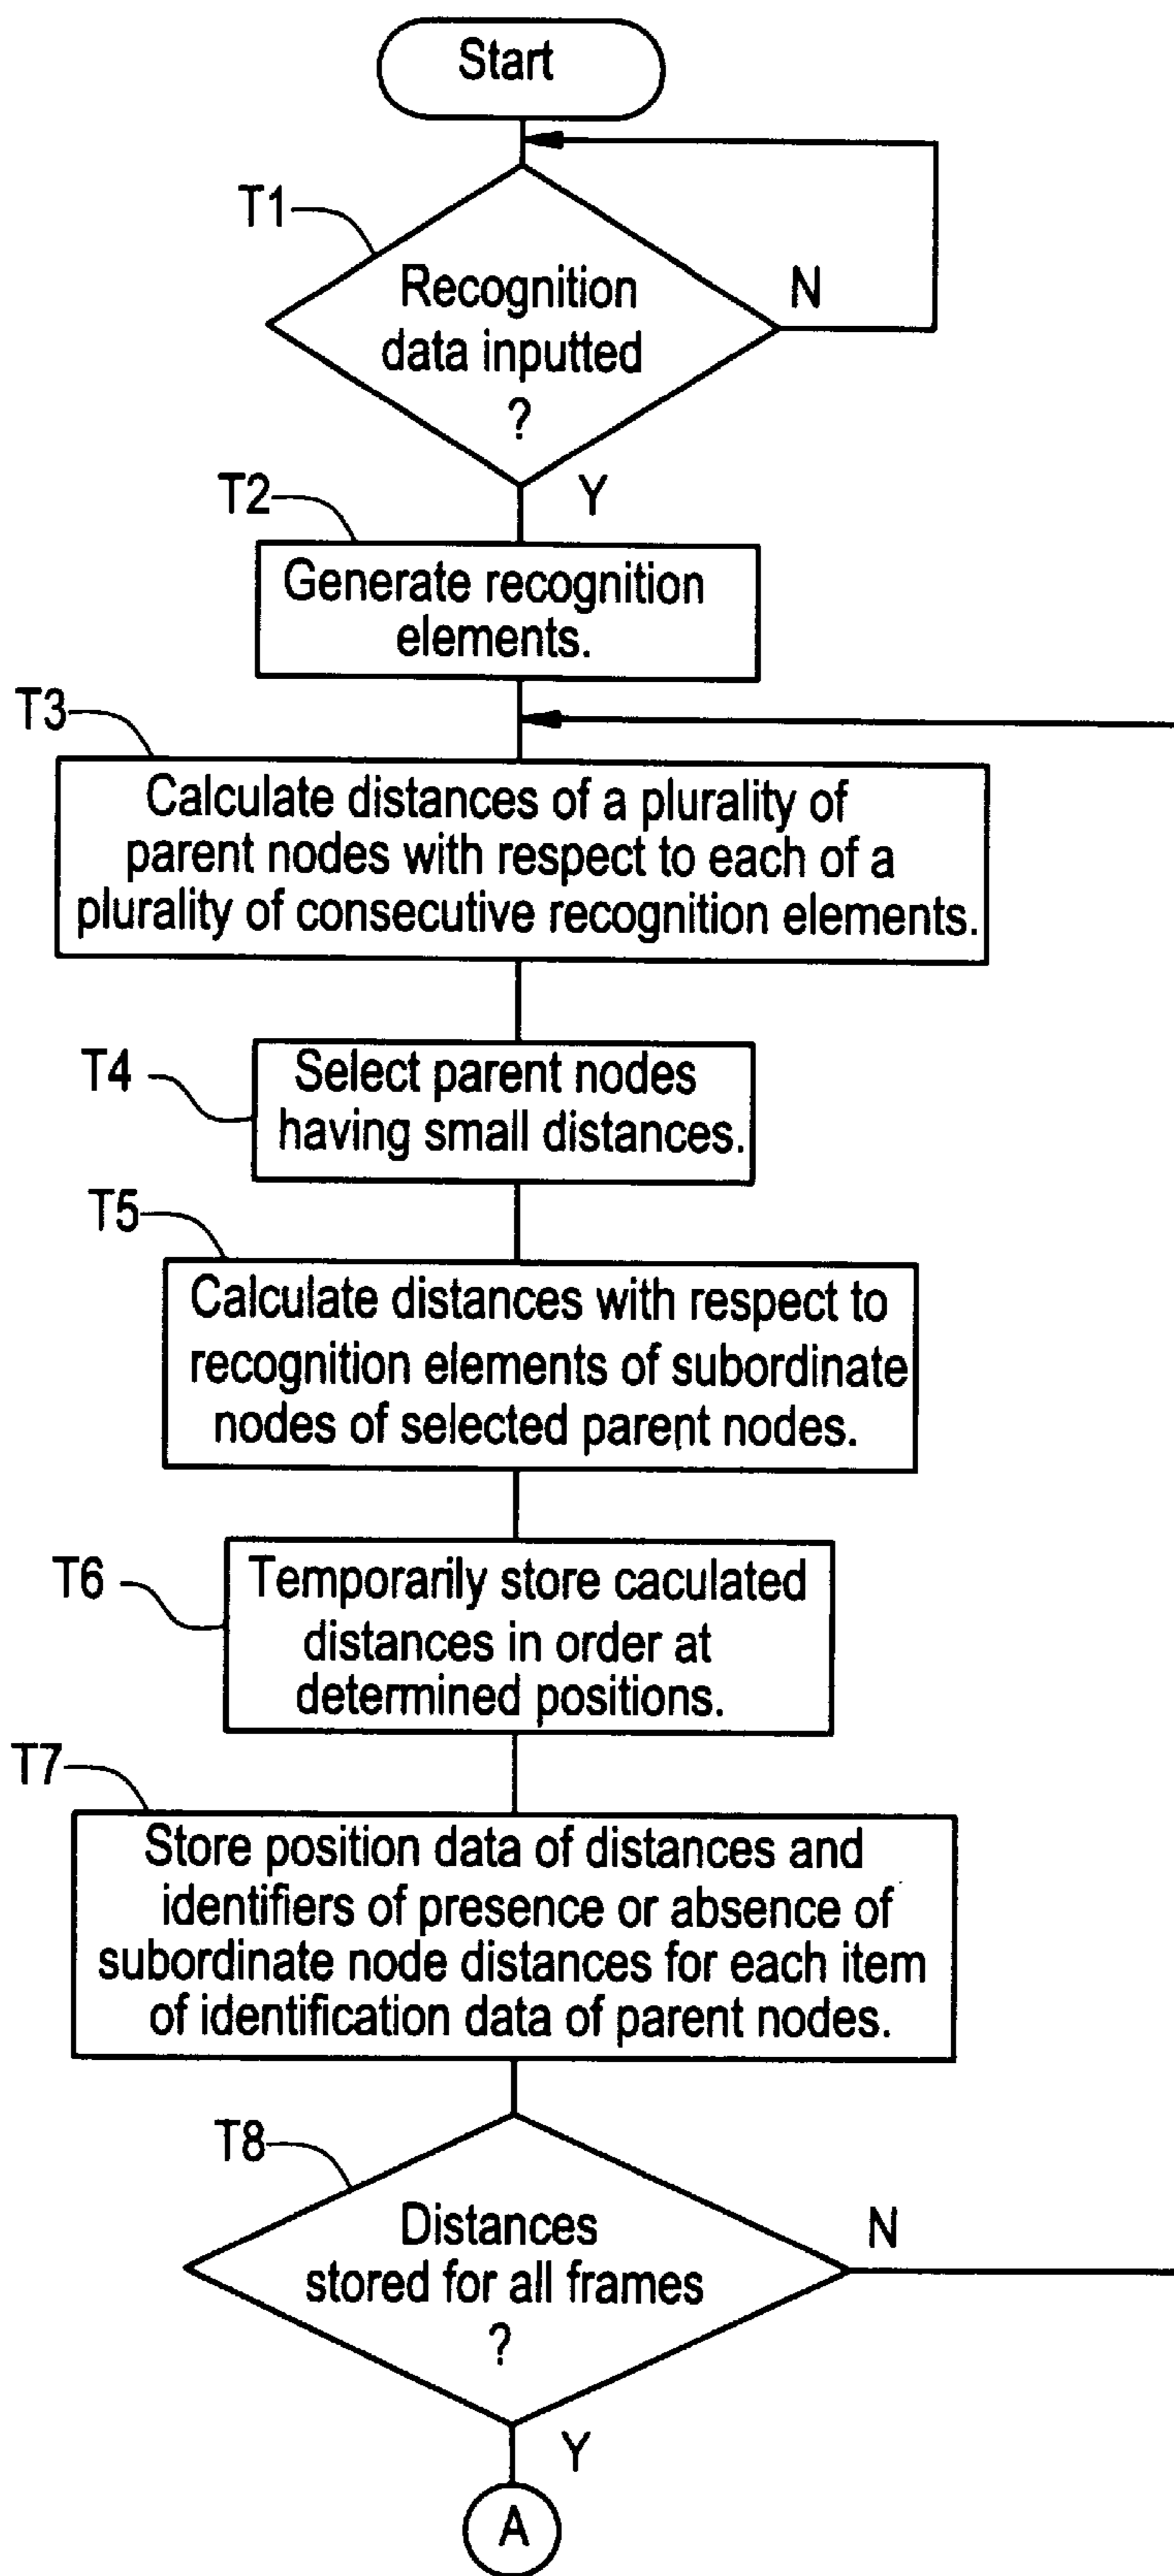 Start
T1
Recognition
data inputted
?
N
Y
T2
Generate recognition
elements.
T3
Calculate distances of a plurality of
parent nodes with respect to each of a
plurality of consecutive recognition elements.
T4
Select parent nodes
having small distances.
T5
Calculate distances with respect to
recognition elements of subordinate
nodes of selected parent nodes.
T6
Temporarily store caculated
distances in order at
determined positions.
T7
Store position data of distances and
identifiers of presence or absence of
subordinate node distances for each item
of identification data of parent nodes.
T8
Distances
stored for all frames
?
N
Y
A